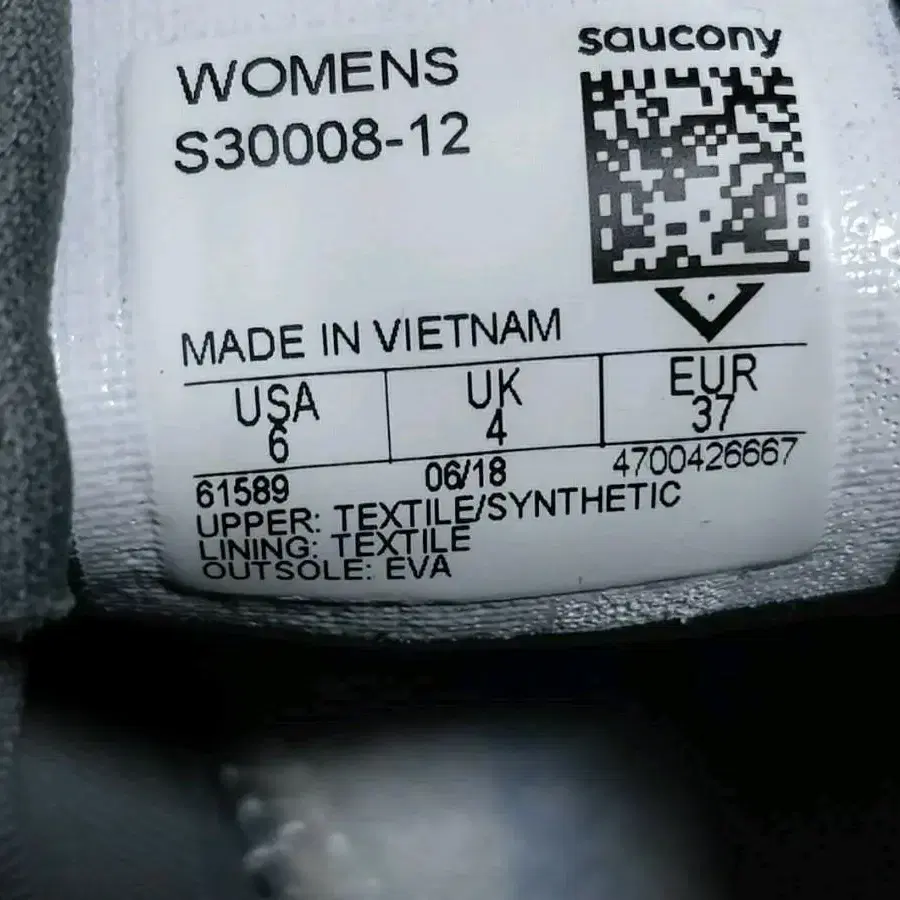 saucony
WOMENS
S30008-12
MADE IN VIETNAM
USA UK EUR
6 4 37
61589 06/18 4700426667
UPPER: TEXTILE/SYNTHETIC
LINING: TEXTILE
OUTSOLE: EVA